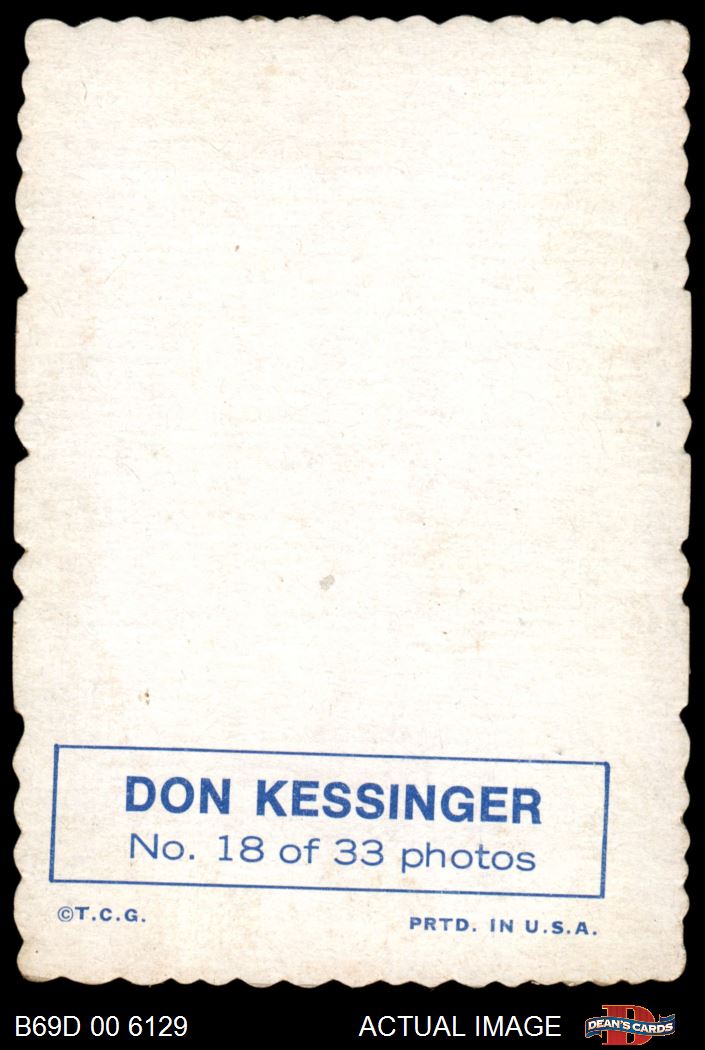 DON KESSINGER
No. 18 of 33 photos
©T.C.G.
PRTD. IN U.S.A.
B69D 00 6129
ACTUAL IMAGE
D
DEAN'S CARDS